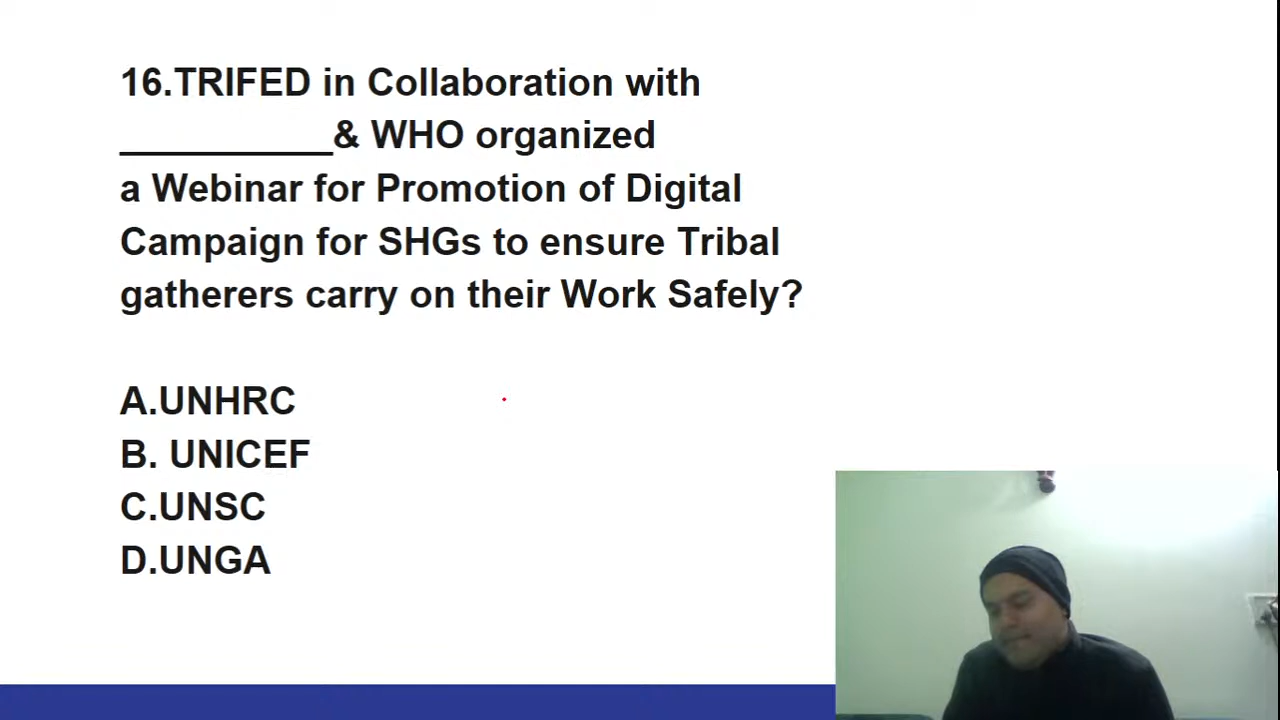 16.TRIFED in Collaboration with
__________& WHO organized
a Webinar for Promotion of Digital
Campaign for SHGs to ensure Tribal
gatherers carry on their Work Safely?
A.UNHRC
B. UNICEF
C.UNSC
D.UNGA